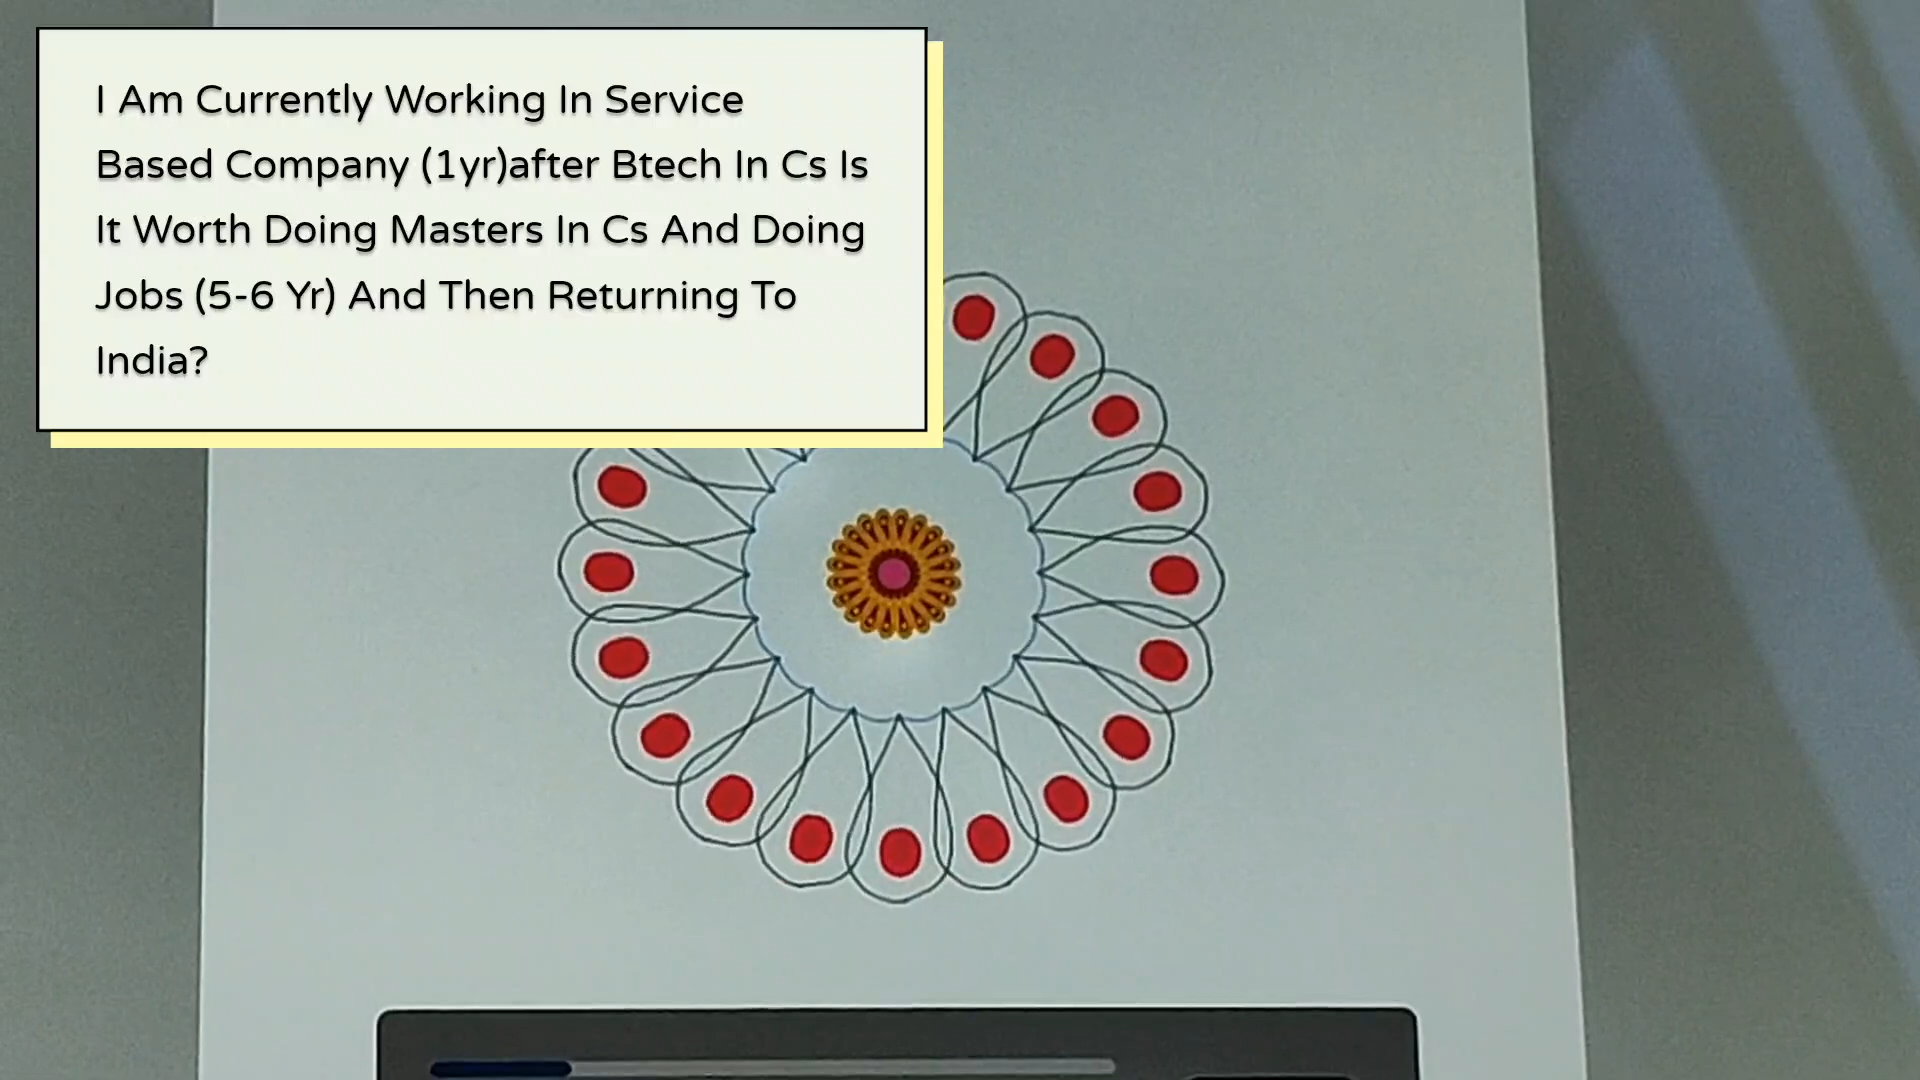 I Am Currently Working In Service
Based Company (1yr)after Btech In Cs Is
It Worth Doing Masters In Cs And Doing
Jobs (5-6 Yr) And Then Returning To
India?